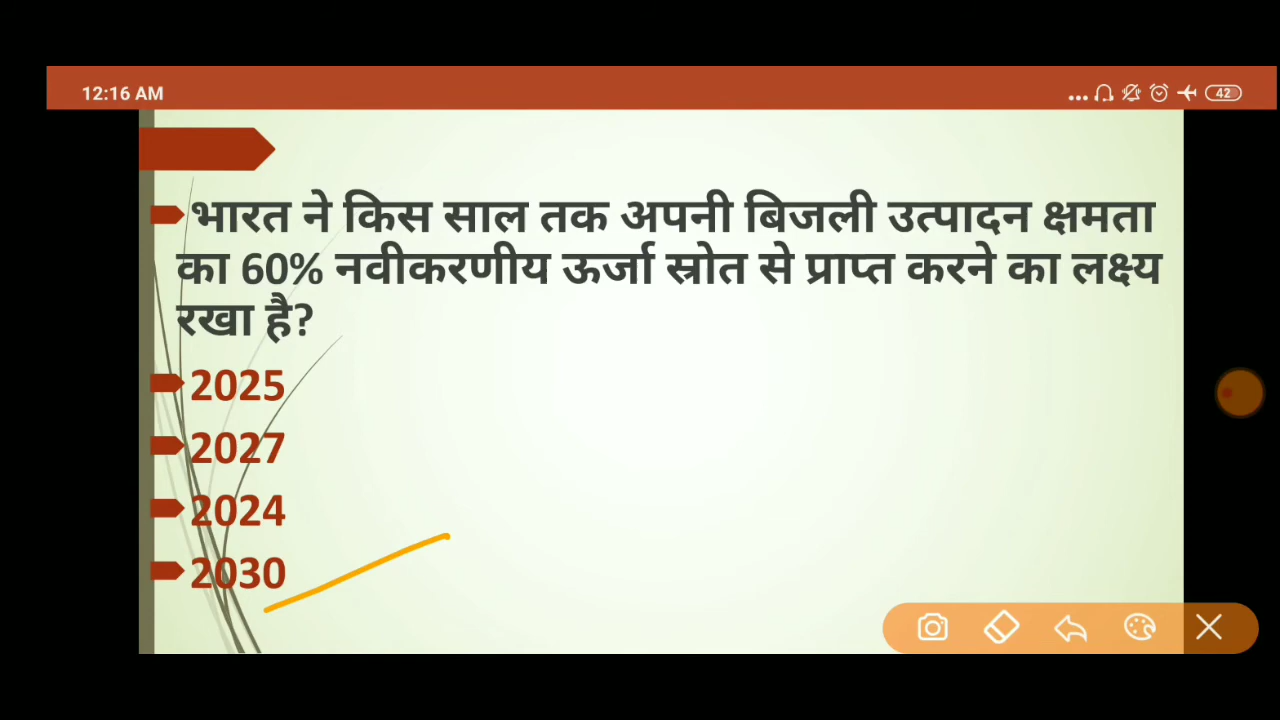 12:16 AM
42
भारत ने किस साल तक अपनी बिजली उत्पादन क्षमता
का 60% नवीकरणीय ऊर्जा स्रोत से प्राप्त करने का लक्ष्य
रखा है?
2025
2027
2024
2030